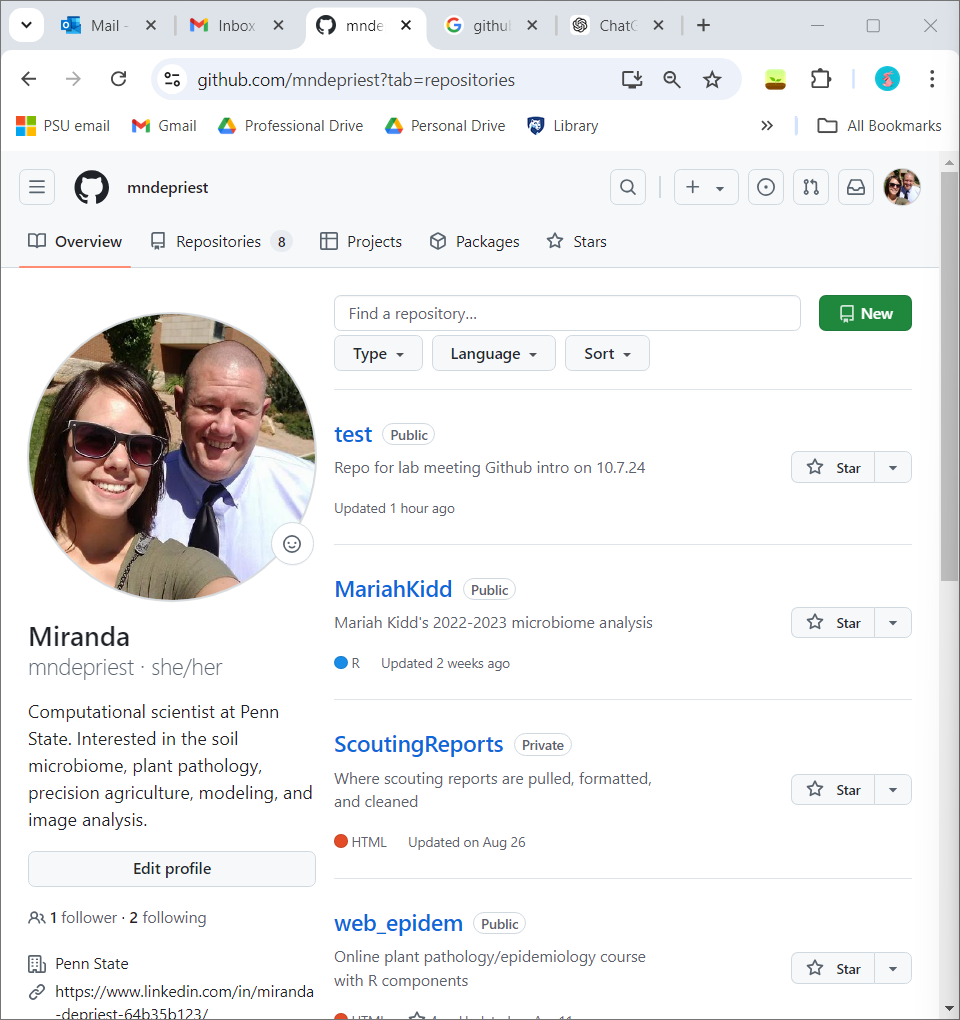 Mail -
Inbox
mnde
githu
ChatG
github.com/mndepriest?tab=repositories
PSU email
Gmail
Professional Drive
Personal Drive
Library
All Bookmarks
mndepriest
Overview
Repositories 8
Projects
Packages
Stars
Find a repository...
New
Type
Language
Sort
test Public
Repo for lab meeting Github intro on 10.7.24
Star
Updated 1 hour ago
MariahKidd Public
Mariah Kidd's 2022-2023 microbiome analysis
Star
R Updated 2 weeks ago
ScoutingReports Private
Where scouting reports are pulled, formatted,
and cleaned
Star
HTML Updated on Aug 26
web_epidem Public
Online plant pathology/epidemiology course
with R components
Star
Miranda
mndepriest · she/her
Computational scientist at Penn
State. Interested in the soil
microbiome, plant pathology,
precision agriculture, modeling, and
image analysis.
Edit profile
1 follower · 2 following
Penn State
https://www.linkedin.com/in/miranda
-depriest-64b35b123/